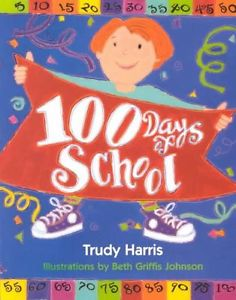 5 10 15 20 25 30 35 40 45 50
100 Days
of
School
Trudy Harris
Illustrations by Beth Griffis Johnson
55 60 65 70 75 80 85 90 95